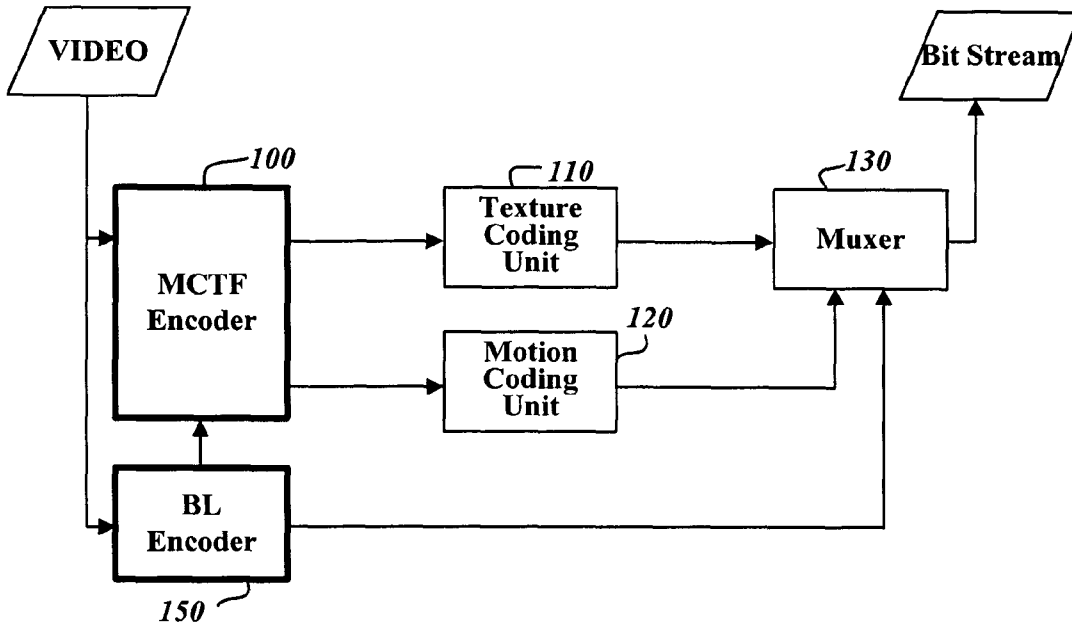 VIDEO
Bit Stream
100
110
130
Texture
Coding
Unit
Muxer
MCTF
Encoder
120
Motion
Coding
Unit
BL
Encoder
150